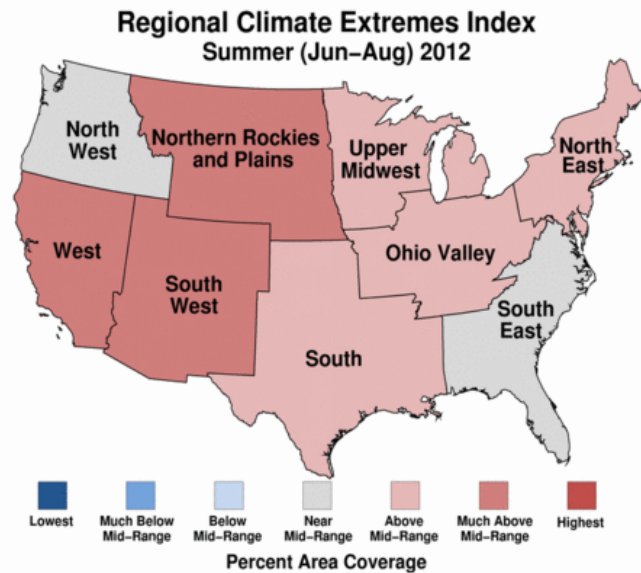 Regional Climate Extremes Index
Summer (Jun–Aug) 2012
North
West
Northern Rockies
and Plains
Upper
Midwest
North
East
West
South
West
Ohio Valley
South
East
South
Lowest
Much Below
Mid-Range
Below
Mid-Range
Near
Mid-Range
Above
Mid-Range
Much Above
Mid-Range
Highest
Percent Area Coverage